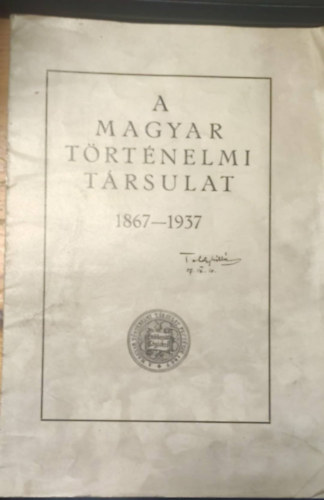 A
MAGYAR
TÖRTÉNELMI
TÁRSULAT
1867—1937